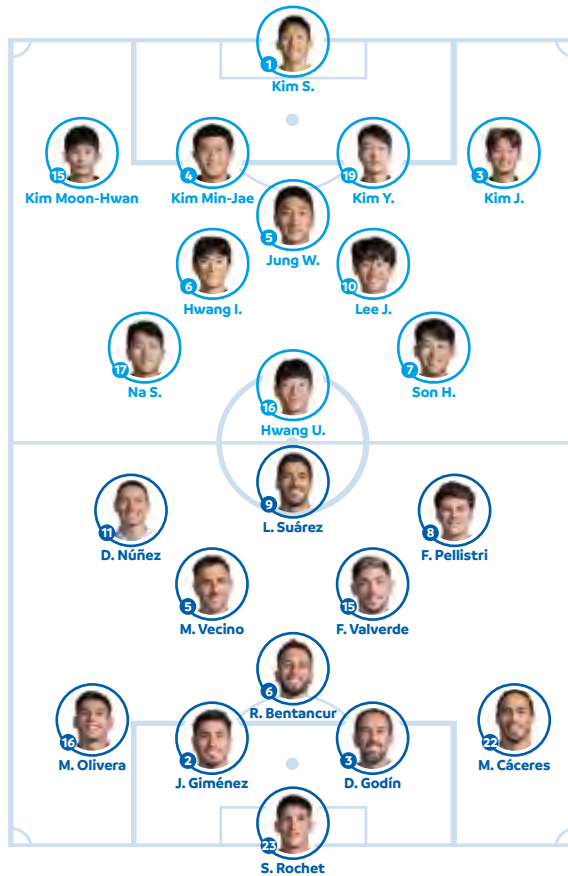 1
Kim S.
15
Kim Moon-Hwan
4
Kim Min-Jae
19
Kim Y.
3
Kim J.
5
Jung W.
6
Hwang I.
10
Lee J.
17
Na S.
7
Son H.
16
Hwang U.
9
L. Suárez
11
D. Núñez
8
F. Pellistri
5
M. Vecino
15
F. Valverde
6
R. Bentancur
16
M. Olivera
2
J. Giménez
3
D. Godín
22
M. Cáceres
23
S. Rochet